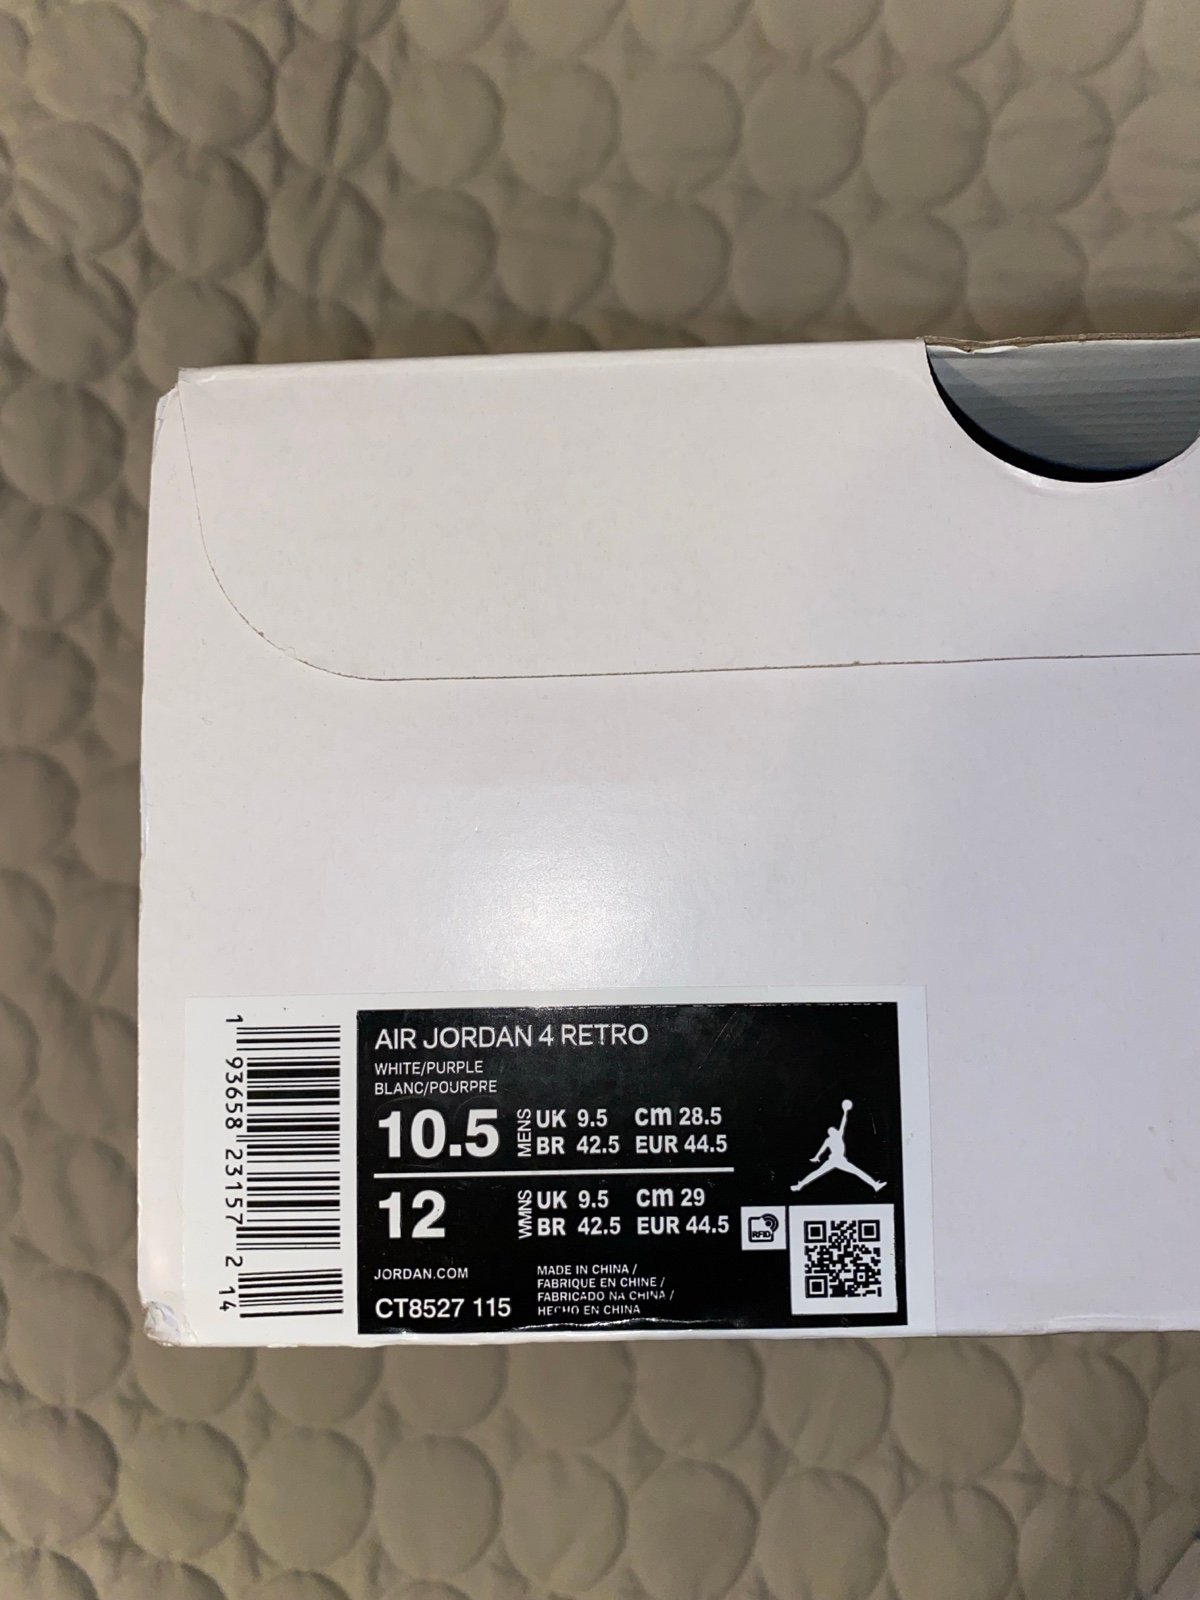 AIR JORDAN 4 RETRO
WHITE/PURPLE
BLANC/POURPRE
10.5 MENS UK 9.5 cm 28.5
BR 42.5 EUR 44.5
12 WMNS UK 9.5 cm 29
BR 42.5 EUR 44.5
RFID
JORDAN.COM
CT8527 115
MADE IN CHINA /
FABRIQUE EN CHINE /
FABRICADO NA CHINA /
HECHO EN CHINA
1 93658 23157 2 14